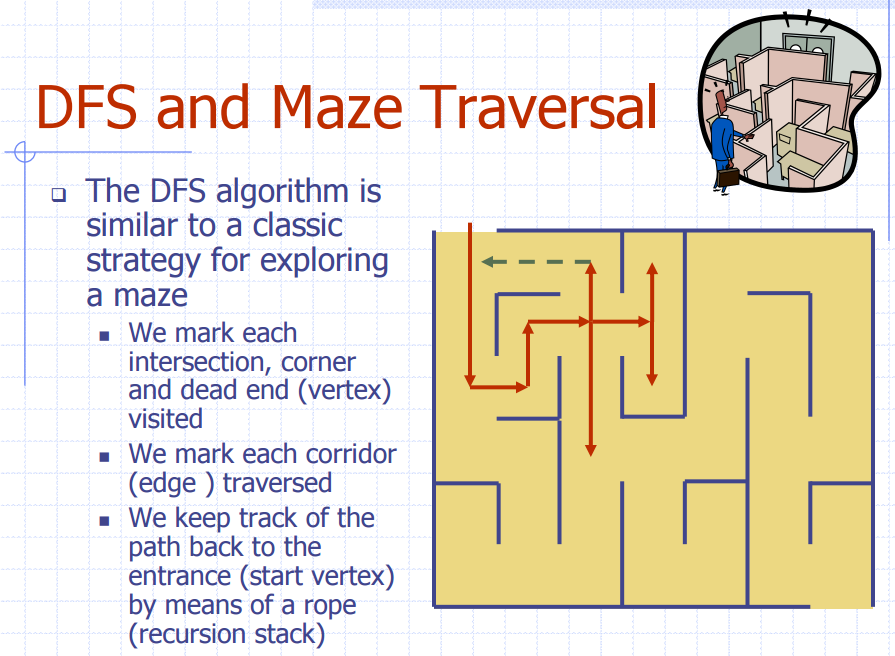 DFS and Maze Traversal
The DFS algorithm is
similar to a classic
strategy for exploring
a maze
We mark each
intersection, corner
and dead end (vertex)
visited
We mark each corridor
(edge ) traversed
We keep track of the
path back to the
entrance (start vertex)
by means of a rope
(recursion stack)